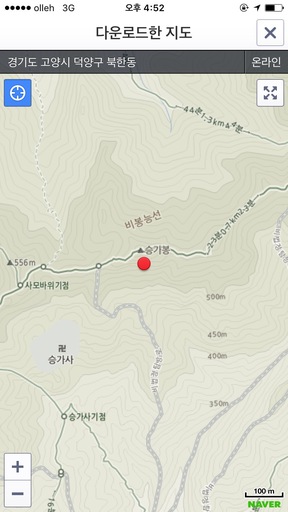 olleh 3G 오후 4:52
다운로드한 지도
경기도 고양시 덕양구 북한동 온라인
비봉능선
승가봉
556m
사모바위기점
500m
卍
승가사
450m
400m
350m
승가사기점
100 m
NAVER